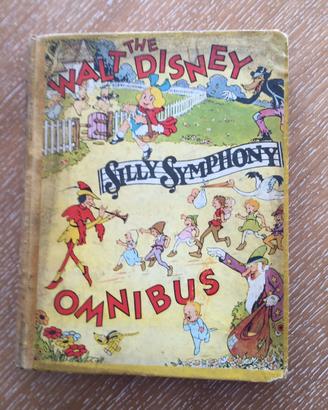 THE
WALT DISNEY
SILLY SYMPHONY
OMNIBUS